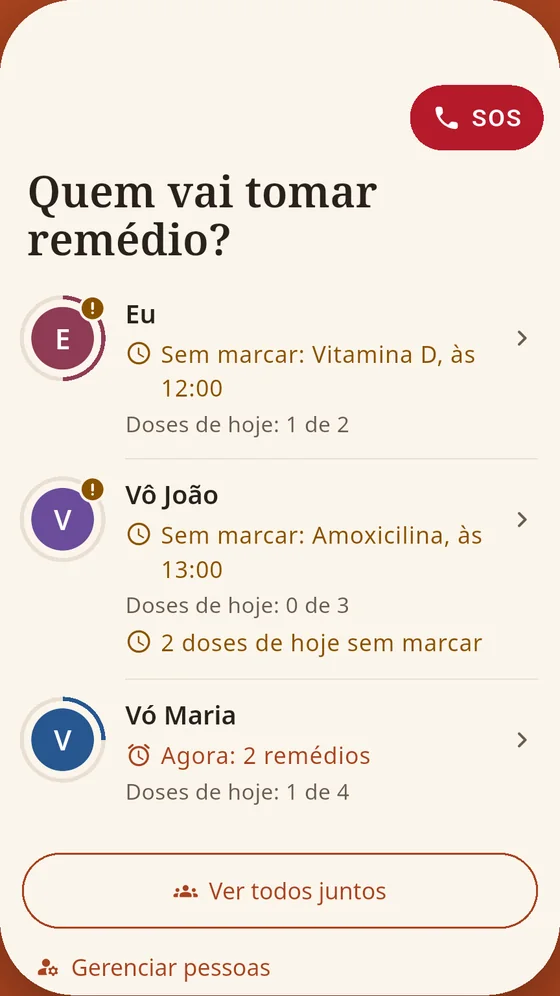 SOS
Quem vai tomar
remédio?
E
Eu
Sem marcar: Vitamina D, às
12:00
Doses de hoje: 1 de 2
V
Vô João
Sem marcar: Amoxicilina, às
13:00
Doses de hoje: 0 de 3
2 doses de hoje sem marcar
V
Vó Maria
Agora: 2 remédios
Doses de hoje: 1 de 4
Ver todos juntos
Gerenciar pessoas